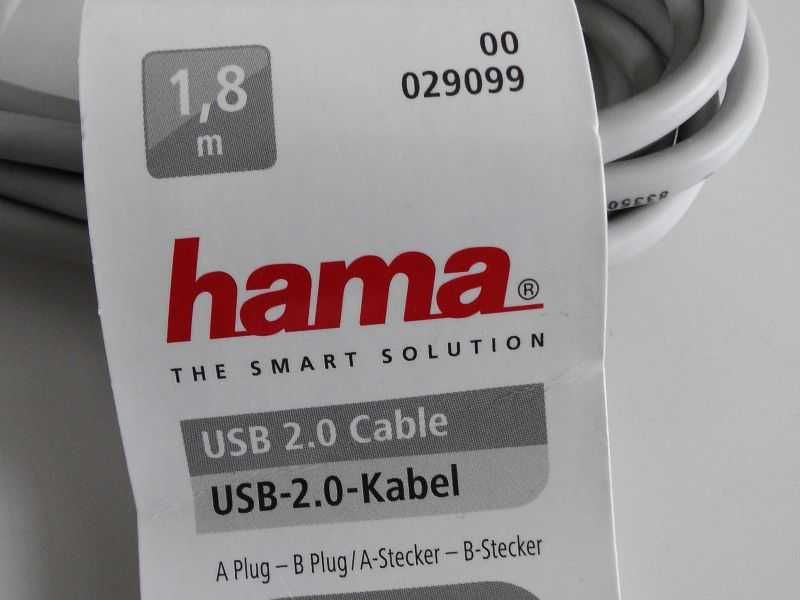 1,8
m
00
029099
hama®
THE SMART SOLUTION
USB 2.0 Cable
USB-2.0-Kabel
A Plug – B Plug/A-Stecker – B-Stecker